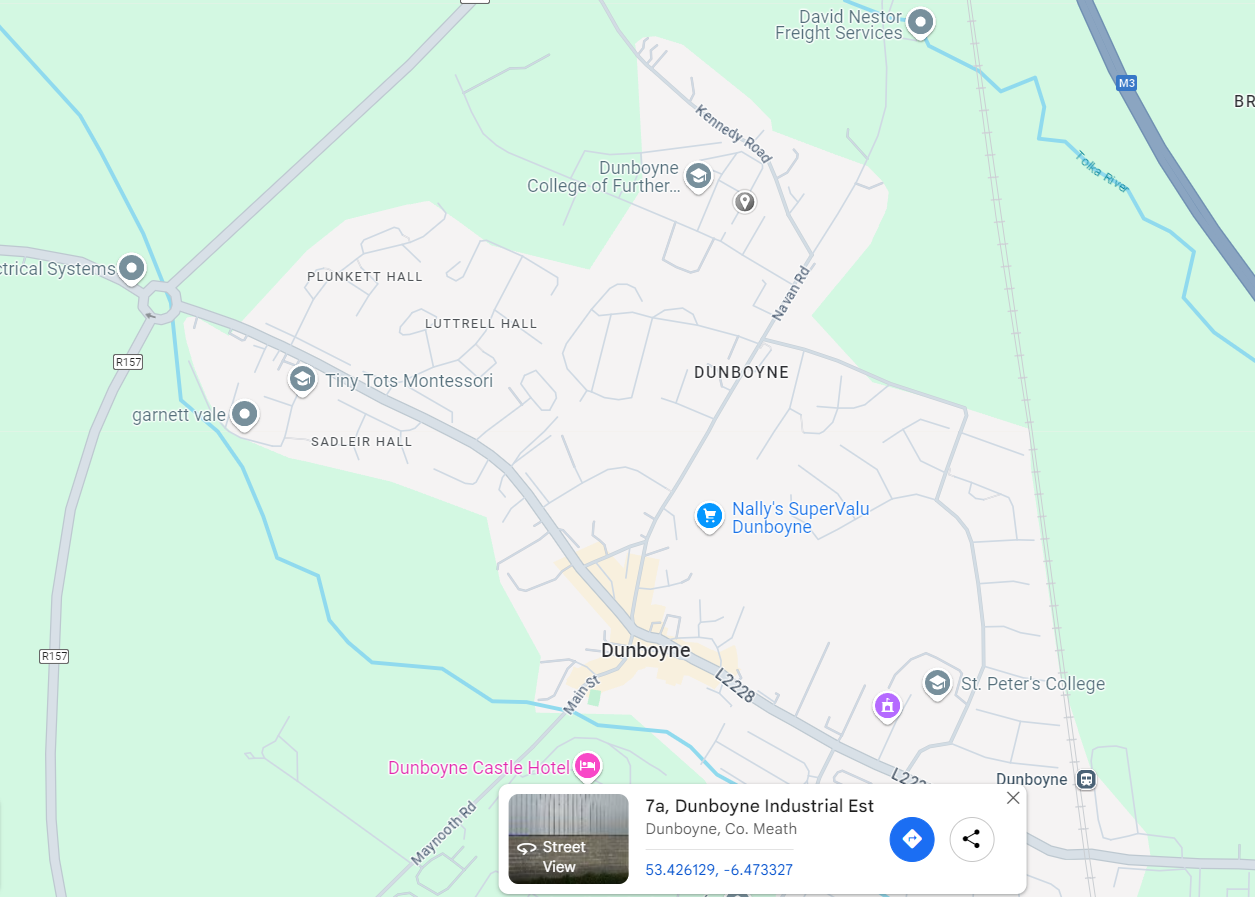 David Nestor
Freight Services
M3
BR
Kennedy Road
Tolka River
Dunboyne
College of Further...
ctrical Systems
PLUNKETT HALL
Navan Rd
LUTTRELL HALL
R157
DUNBOYNE
Tiny Tots Montessori
garnett vale
SADLEIR HALL
Nally's SuperValu
Dunboyne
R157
Dunboyne
Main St
L2228
St. Peter's College
Dunboyne Castle Hotel
L22
Dunboyne
Maynooth Rd
7a, Dunboyne Industrial Est
Dunboyne, Co. Meath
Street
View
53.426129, -6.473327